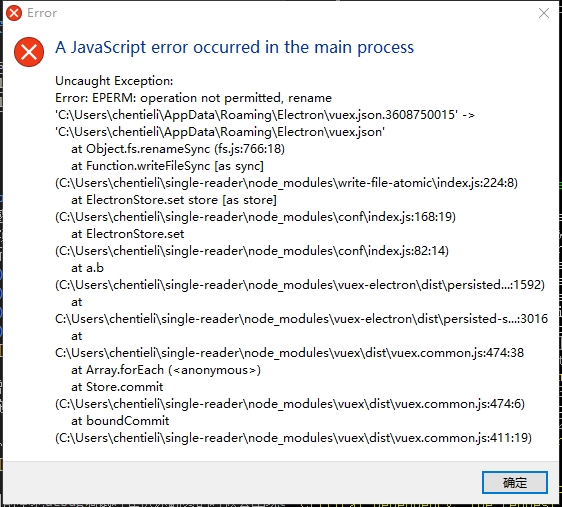 Error
A JavaScript error occurred in the main process
Uncaught Exception:
Error: EPERM: operation not permitted, rename
'C:\Users\chentieli\AppData\Roaming\Electron\vuex.json.3608750015' ->
'C:\Users\chentieli\AppData\Roaming\Electron\vuex.json'
at Object.fs.renameSync (fs.js:766:18)
at Function.writeFileSync [as sync]
(C:\Users\chentieli\single-reader\node_modules\write-file-atomic\index.js:224:8)
at ElectronStore.set store [as store]
(C:\Users\chentieli\single-reader\node_modules\conf\index.js:168:19)
at ElectronStore.set
(C:\Users\chentieli\single-reader\node_modules\conf\index.js:82:14)
at a.b
(C:\Users\chentieli\single-reader\node_modules\vuex-electron\dist\persisted...:1592)
at
C:\Users\chentieli\single-reader\node_modules\vuex-electron\dist\persisted-s...:3016
at
C:\Users\chentieli\single-reader\node_modules\vuex\dist\vuex.common.js:474:38
at Array.forEach (<anonymous>)
at Store.commit
(C:\Users\chentieli\single-reader\node_modules\vuex\dist\vuex.common.js:474:6)
at boundCommit
(C:\Users\chentieli\single-reader\node_modules\vuex\dist\vuex.common.js:411:19)
确定